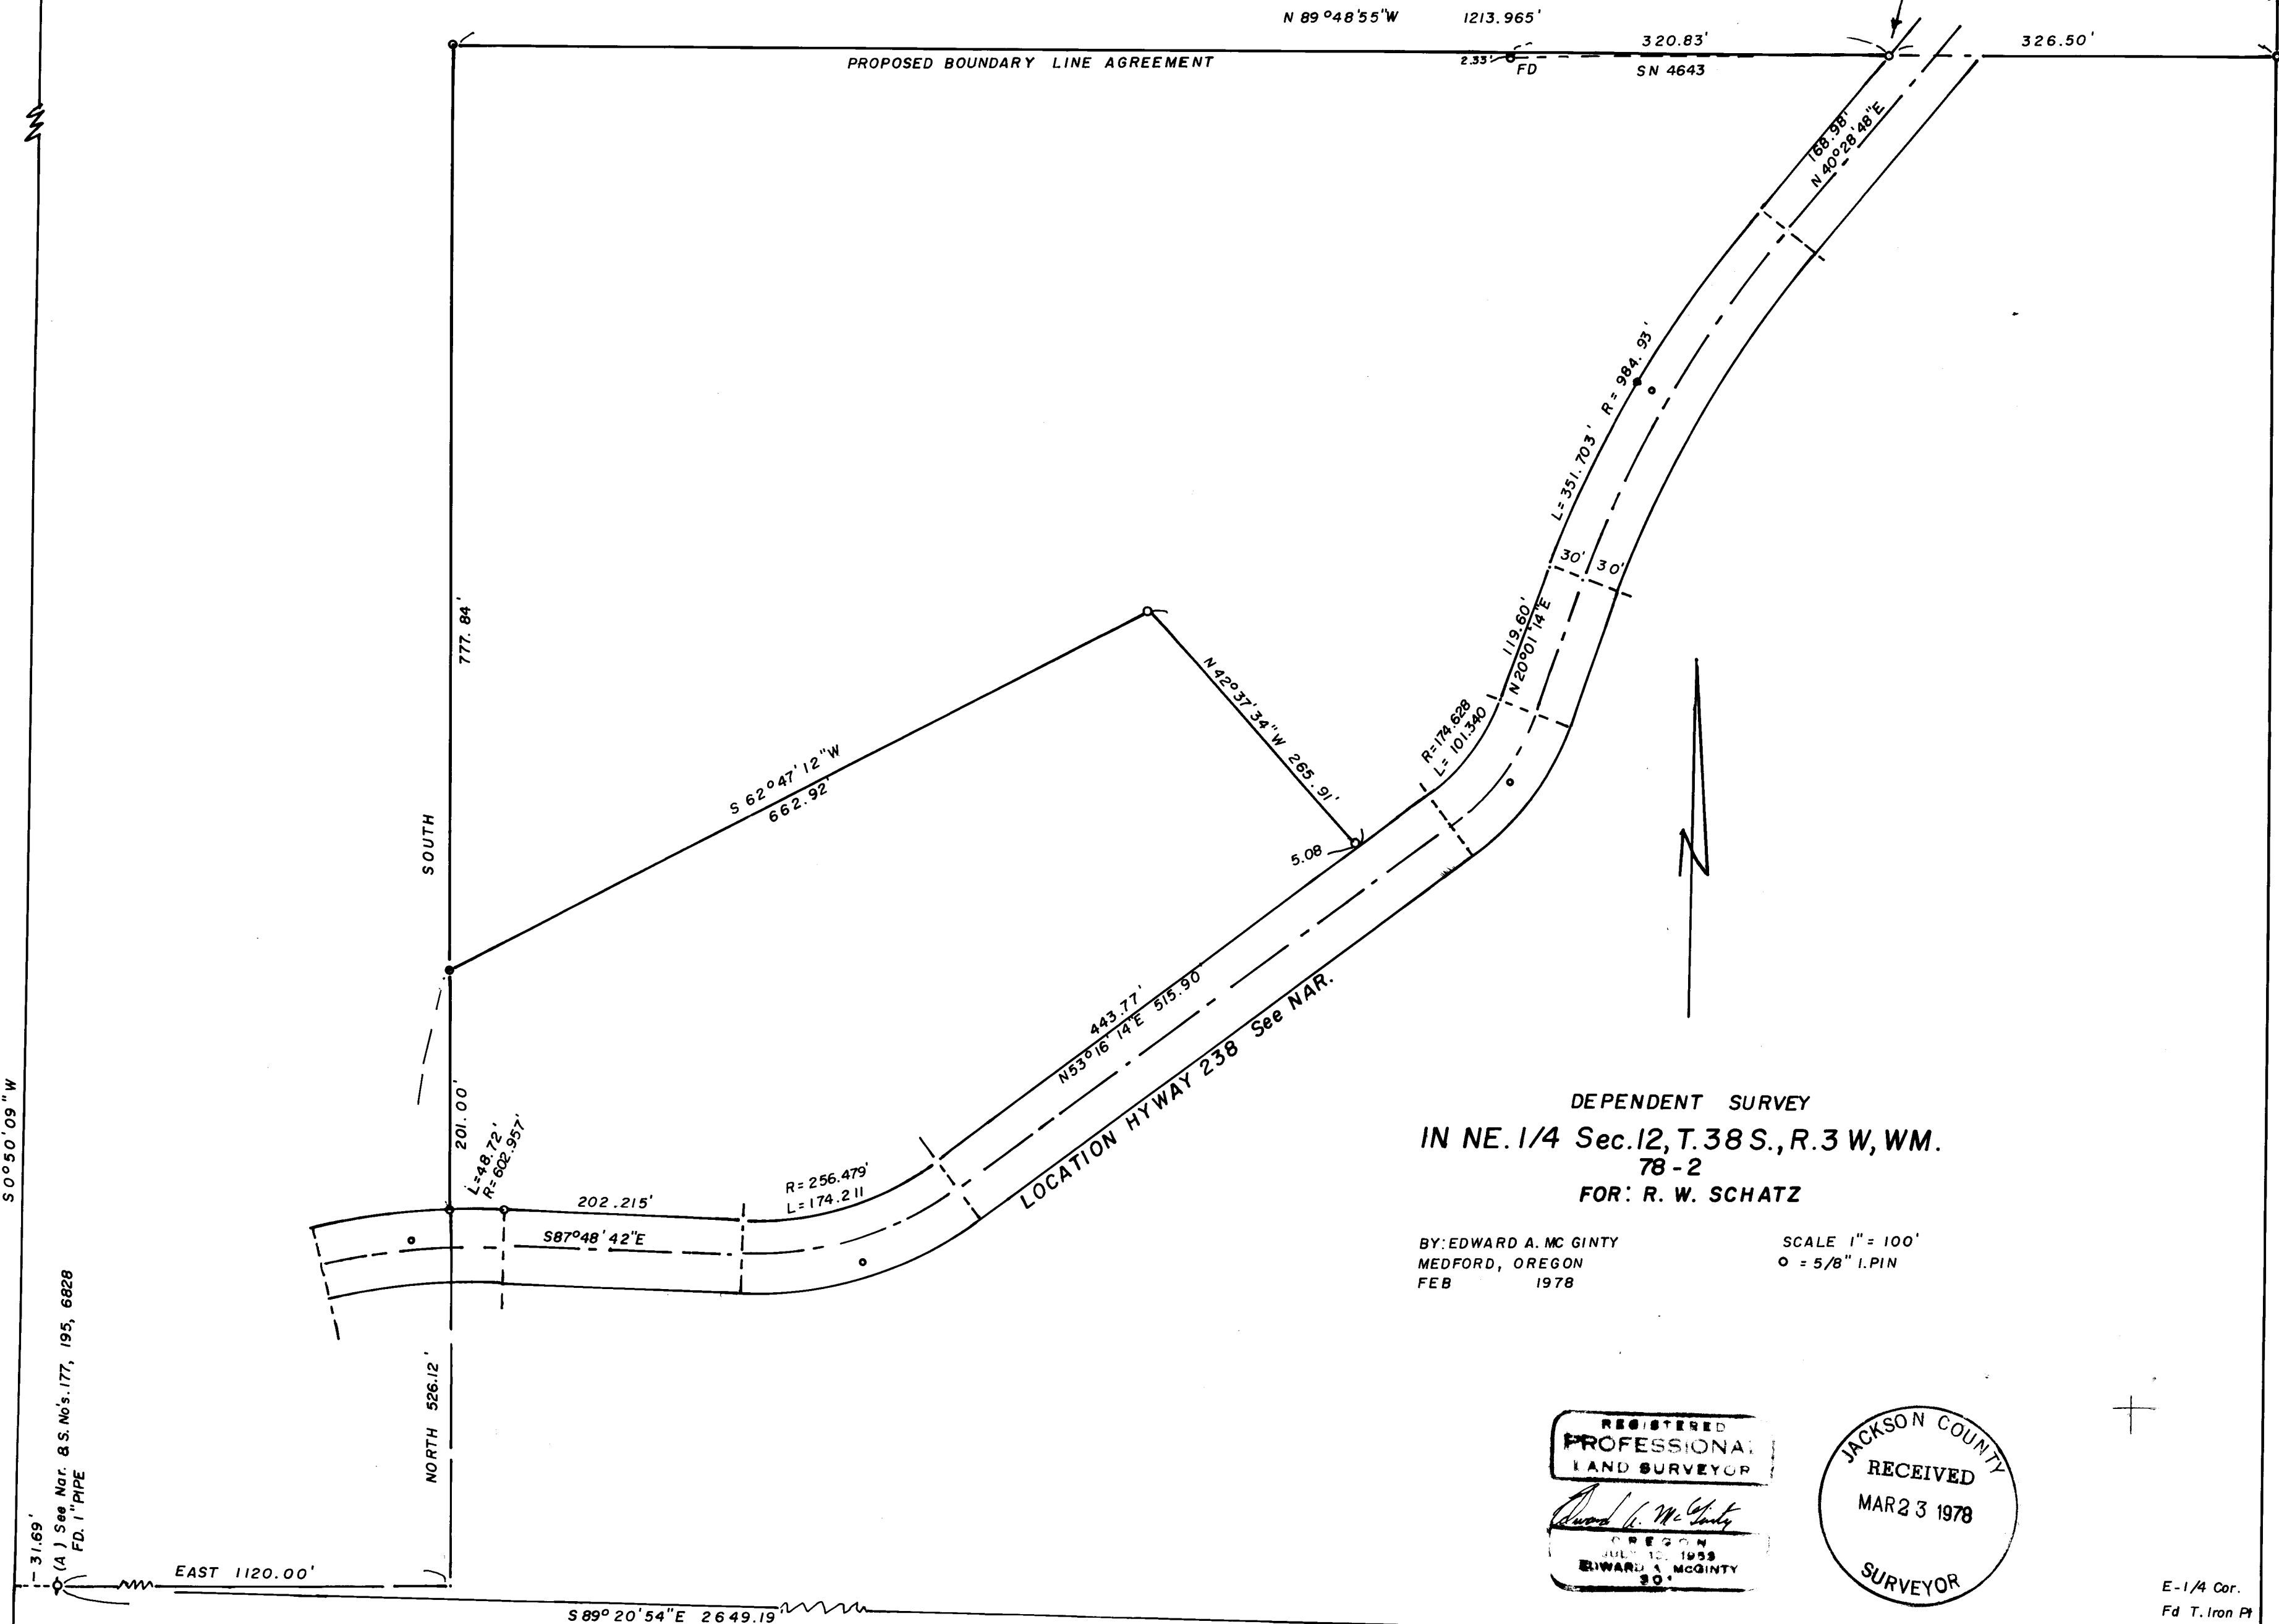 N 89°48'55"W 1213.965'
320.83'
326.50'
PROPOSED BOUNDARY LINE AGREEMENT
2.33'
FD
SN 4643
168.98'
N 40°28'48"E
R = 984.93'
L = 351.703'
30'
30'
777.84'
119.60'
N 20°01'14"E
N 42°37'34"W 265.91'
R=174.628
L= 101.340
S 62°47'12"W
662.92'
SOUTH
5.08
443.77'
N53°16'14"E 515.90'
LOCATION HYWAY 238 See NAR.
N
S 0°50'09"W
201.00'
L=48.72'
R=602.957'
202.215'
S87°48'42"E
R= 256.479'
L= 174.211
DEPENDENT SURVEY
IN NE. 1/4 Sec.12, T.38 S., R.3 W, WM.
78-2
FOR: R. W. SCHATZ
BY: EDWARD A. MC GINTY
MEDFORD, OREGON
FEB 1978
SCALE 1" = 100'
o = 5/8" I.PIN
NORTH 526.12'
31.69'
(A) See Nar. & S. No's. 177, 195, 6828
FD. 1" PIPE
EAST 1120.00'
S 89°20'54"E 2649.19'
REGISTERED
PROFESSIONAL
LAND SURVEYOR
Edward A. McGinty
OREGON
EDWARD A McGINTY
JACKSON COUNTY
RECEIVED
MAR 23 1978
SURVEYOR
E-1/4 Cor.
Fd T. Iron Pt